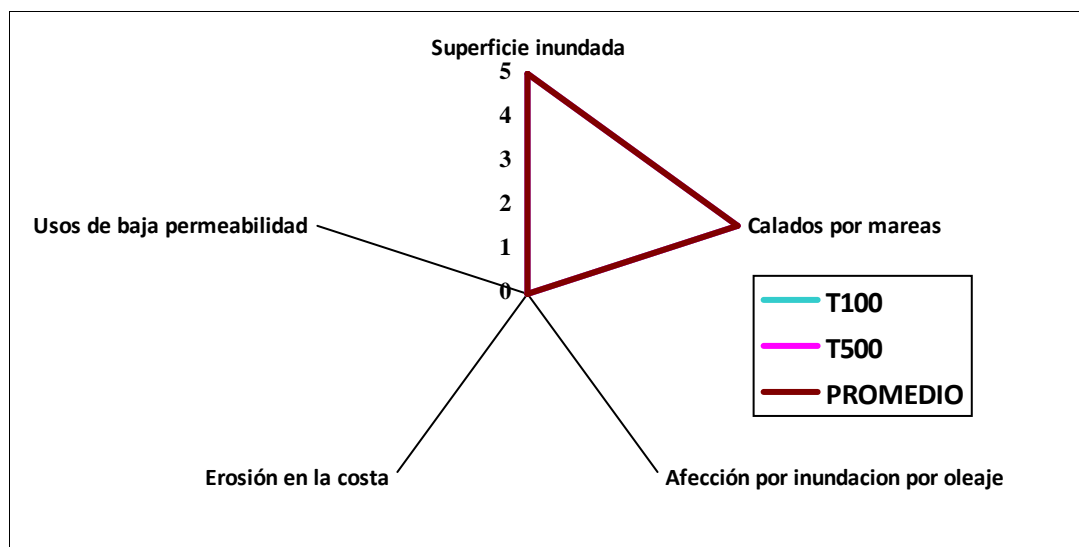 Superficie inundada
5
4
3
2
1
0
Usos de baja permeabilidad
Calados por mareas
T100
T500
PROMEDIO
Erosión en la costa
Afección por inundacion por oleaje